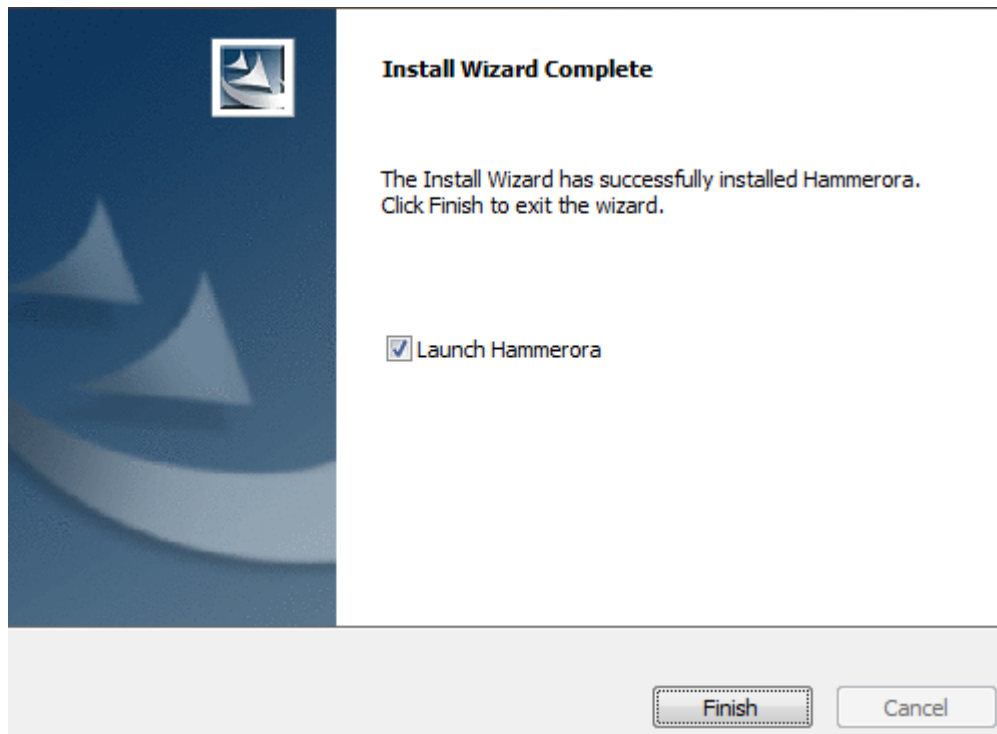 Install Wizard Complete
The Install Wizard has successfully installed Hammerora.
Click Finish to exit the wizard.
Launch Hammerora
Finish
Cancel